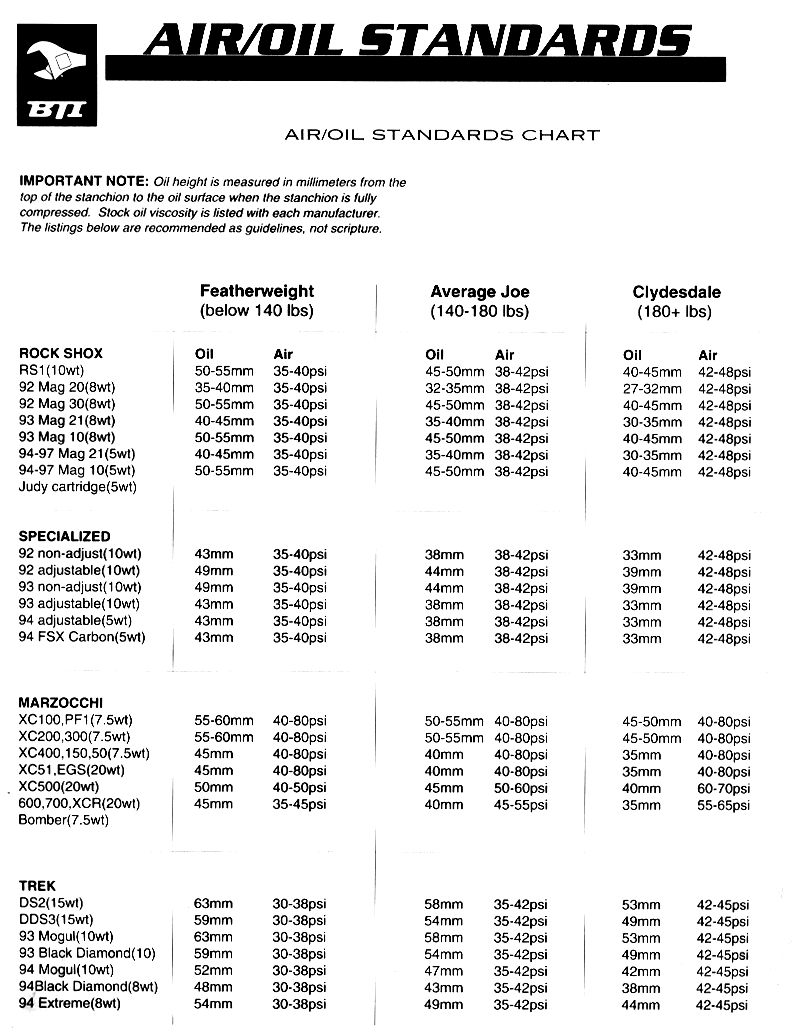 AIR/OIL STANDARDS
BTI
AIR/OIL STANDARDS CHART
IMPORTANT NOTE: Oil height is measured in millimeters from the
top of the stanchion to the oil surface when the stanchion is fully
compressed. Stock oil viscosity is listed with each manufacturer.
The listings below are recommended as guidelines, not scripture.
Featherweight Average Joe Clydesdale
(below 140 lbs) (140-180 lbs) (180+ lbs)
ROCK SHOX Oil Air Oil Air Oil Air
RS1(10wt) 50-55mm 35-40psi 45-50mm 38-42psi 40-45mm 42-48psi
92 Mag 20(8wt) 35-40mm 35-40psi 32-35mm 38-42psi 27-32mm 42-48psi
92 Mag 30(8wt) 50-55mm 35-40psi 45-50mm 38-42psi 40-45mm 42-48psi
93 Mag 21(8wt) 40-45mm 35-40psi 35-40mm 38-42psi 30-35mm 42-48psi
93 Mag 10(8wt) 50-55mm 35-40psi 45-50mm 38-42psi 40-45mm 42-48psi
94-97 Mag 21(5wt) 40-45mm 35-40psi 35-40mm 38-42psi 30-35mm 42-48psi
94-97 Mag 10(5wt) 50-55mm 35-40psi 45-50mm 38-42psi 40-45mm 42-48psi
Judy cartridge(5wt)
SPECIALIZED
92 non-adjust(10wt) 43mm 35-40psi 38mm 38-42psi 33mm 42-48psi
92 adjustable(10wt) 49mm 35-40psi 44mm 38-42psi 39mm 42-48psi
93 non-adjust(10wt) 49mm 35-40psi 44mm 38-42psi 39mm 42-48psi
93 adjustable(10wt) 43mm 35-40psi 38mm 38-42psi 33mm 42-48psi
94 adjustable(5wt) 43mm 35-40psi 38mm 38-42psi 33mm 42-48psi
94 FSX Carbon(5wt) 43mm 35-40psi 38mm 38-42psi 33mm 42-48psi
MARZOCCHI
XC100,PF1(7.5wt) 55-60mm 40-80psi 50-55mm 40-80psi 45-50mm 40-80psi
XC200,300(7.5wt) 55-60mm 40-80psi 50-55mm 40-80psi 45-50mm 40-80psi
XC400,150,50(7.5wt) 45mm 40-80psi 40mm 40-80psi 35mm 40-80psi
XC51,EGS(20wt) 45mm 40-80psi 40mm 40-80psi 35mm 40-80psi
XC500(20wt) 50mm 40-50psi 45mm 50-60psi 40mm 60-70psi
600,700,XCR(20wt) 45mm 35-45psi 40mm 45-55psi 35mm 55-65psi
Bomber(7.5wt)
TREK
DS2(15wt) 63mm 30-38psi 58mm 35-42psi 53mm 42-45psi
DDS3(15wt) 59mm 30-38psi 54mm 35-42psi 49mm 42-45psi
93 Mogul(10wt) 63mm 30-38psi 58mm 35-42psi 53mm 42-45psi
93 Black Diamond(10) 59mm 30-38psi 54mm 35-42psi 49mm 42-45psi
94 Mogul(10wt) 52mm 30-38psi 47mm 35-42psi 42mm 42-45psi
94Black Diamond(8wt) 48mm 30-38psi 43mm 35-42psi 38mm 42-45psi
94 Extreme(8wt) 54mm 30-38psi 49mm 35-42psi 44mm 42-45psi